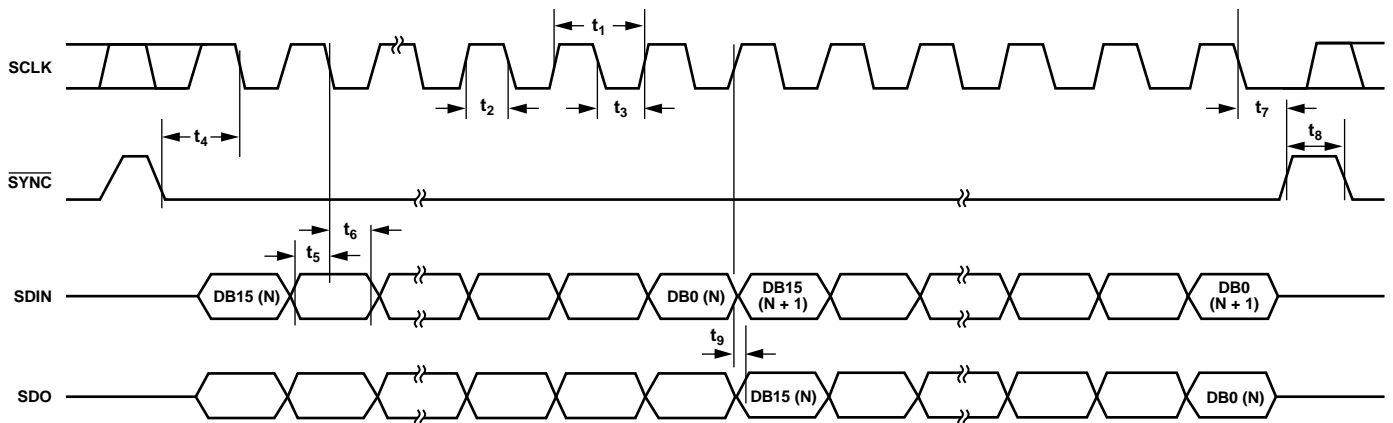 t1
SCLK
t2
t3
t7
t4
t8
SYNC
t6
t5
SDIN
DB15 (N)
DB0 (N)
DB15
(N + 1)
DB0
(N + 1)
t9
SDO
DB15 (N)
DB0 (N)